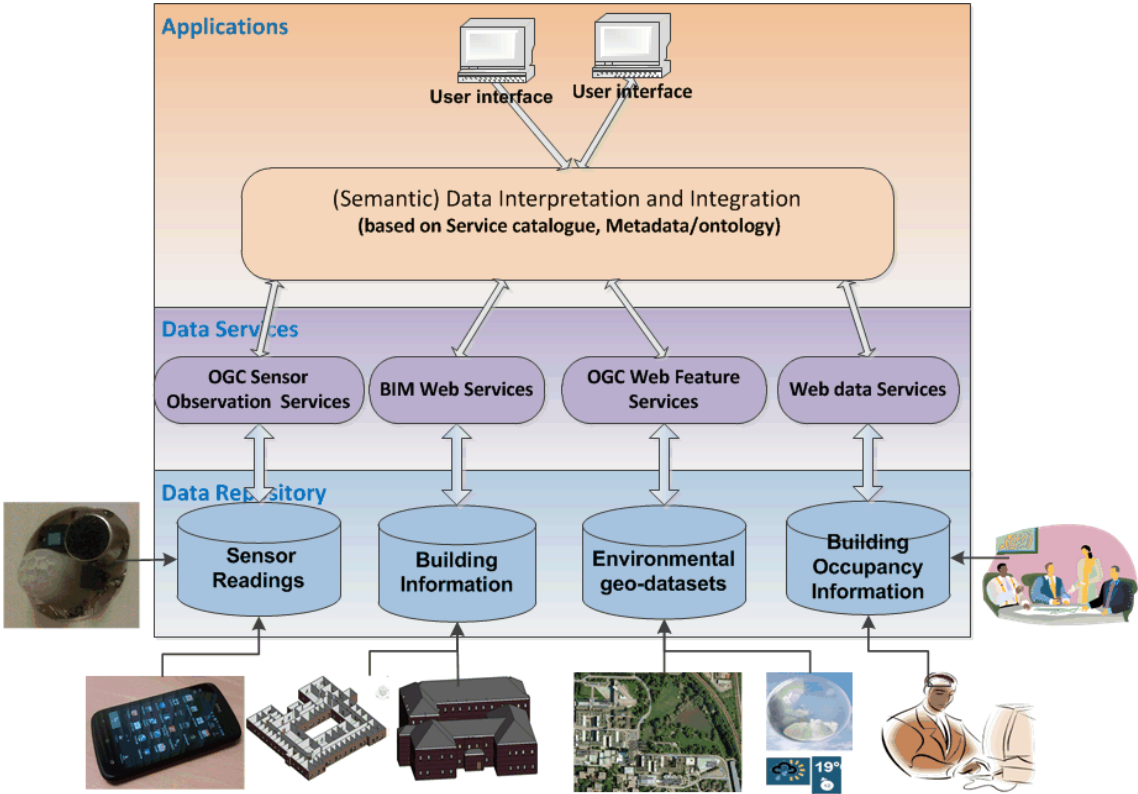 Applications
User interface
User interface
(Semantic) Data Interpretation and Integration
(based on Service catalogue, Metadata/ontology)
Data Services
OGC Sensor
Observation Services
BIM Web Services
OGC Web Feature
Services
Web data Services
Data Repository
Sensor
Readings
Building
Information
Environmental
geo-datasets
Building
Occupancy
Information
19°